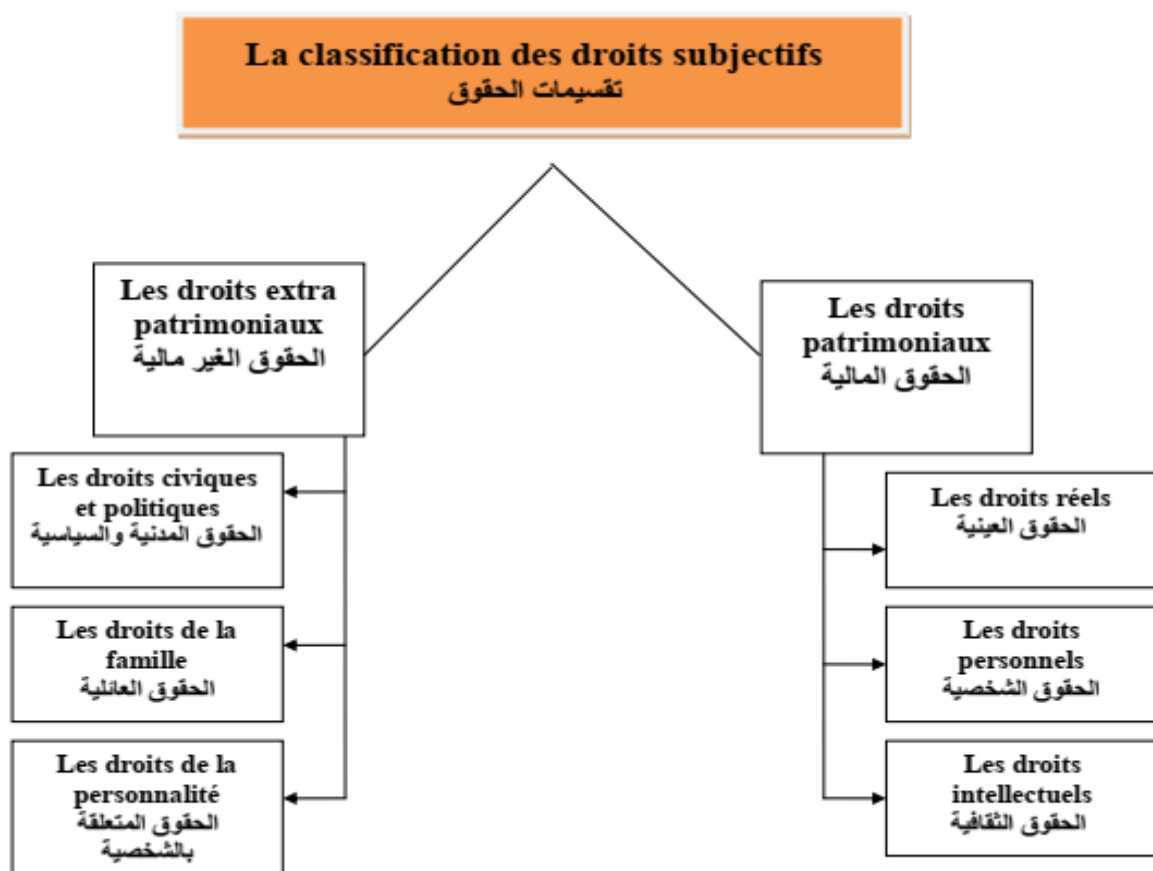 La classification des droits subjectifs
تقسيمات الحقوق
Les droits extra
patrimoniaux
الحقوق الغير مالية
Les droits civiques
et politiques
الحقوق المدنية والسياسية
Les droits de la
famille
الحقوق العائلية
Les droits de la
personnalité
الحقوق المتعلقة
بالشخصية
Les droits
patrimoniaux
الحقوق المالية
Les droits réels
الحقوق العينية
Les droits
personnels
الحقوق الشخصية
Les droits
intellectuels
الحقوق الثقافية